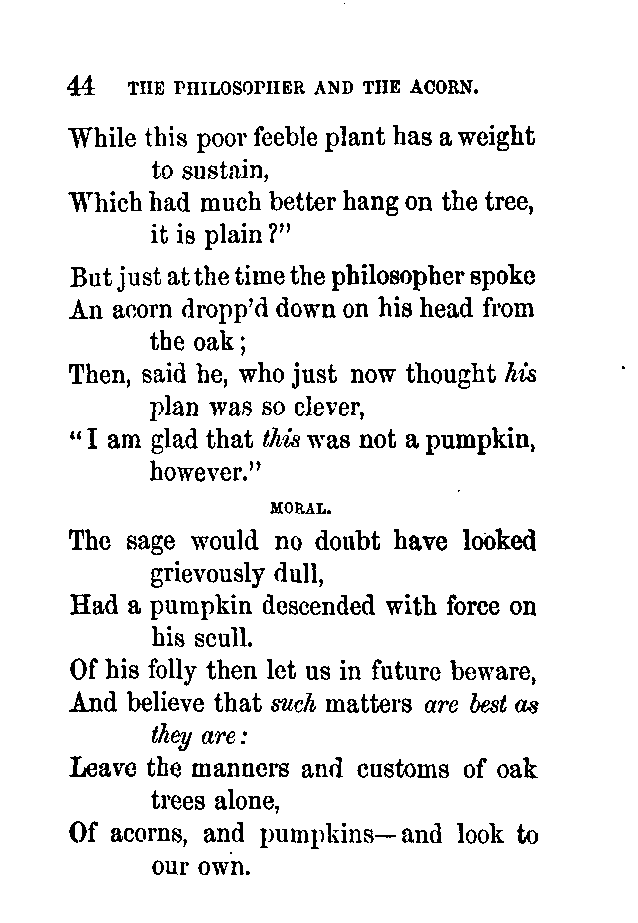 44 THE PHILOSOPHER AND THE ACORN.
While this poor feeble plant has a weight
to sustain,
Which had much better hang on the tree,
it is plain?"
But just at the time the philosopher spoke
An acorn dropp'd down on his head from
the oak;
Then, said he, who just now thought his
plan was so clever,
"I am glad that this was not a pumpkin,
however."
MORAL.
The sage would no doubt have looked
grievously dull,
Had a pumpkin descended with force on
his scull.
Of his folly then let us in future beware,
And believe that such matters are best as
they are:
Leave the manners and customs of oak
trees alone,
Of acorns, and pumpkins—and look to
our own.